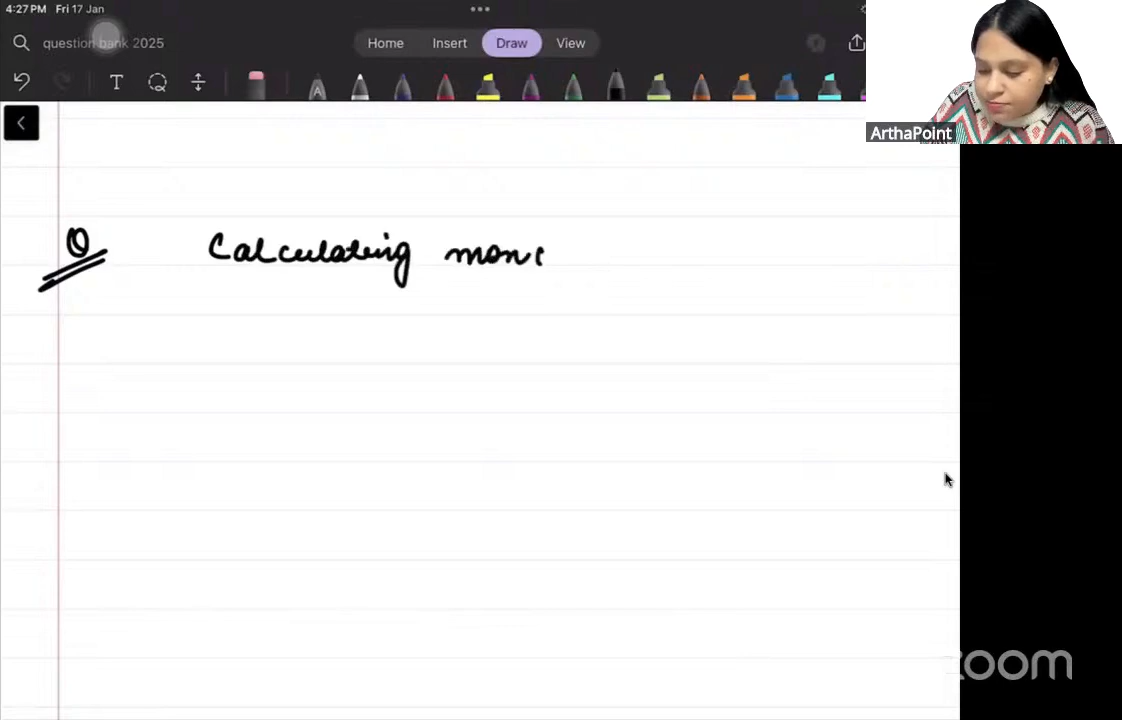 4:27 PM Fri 17 Jan
question bank 2025
Home Insert Draw View
T
A
ArthaPoint
Q Calculating mon
zoom